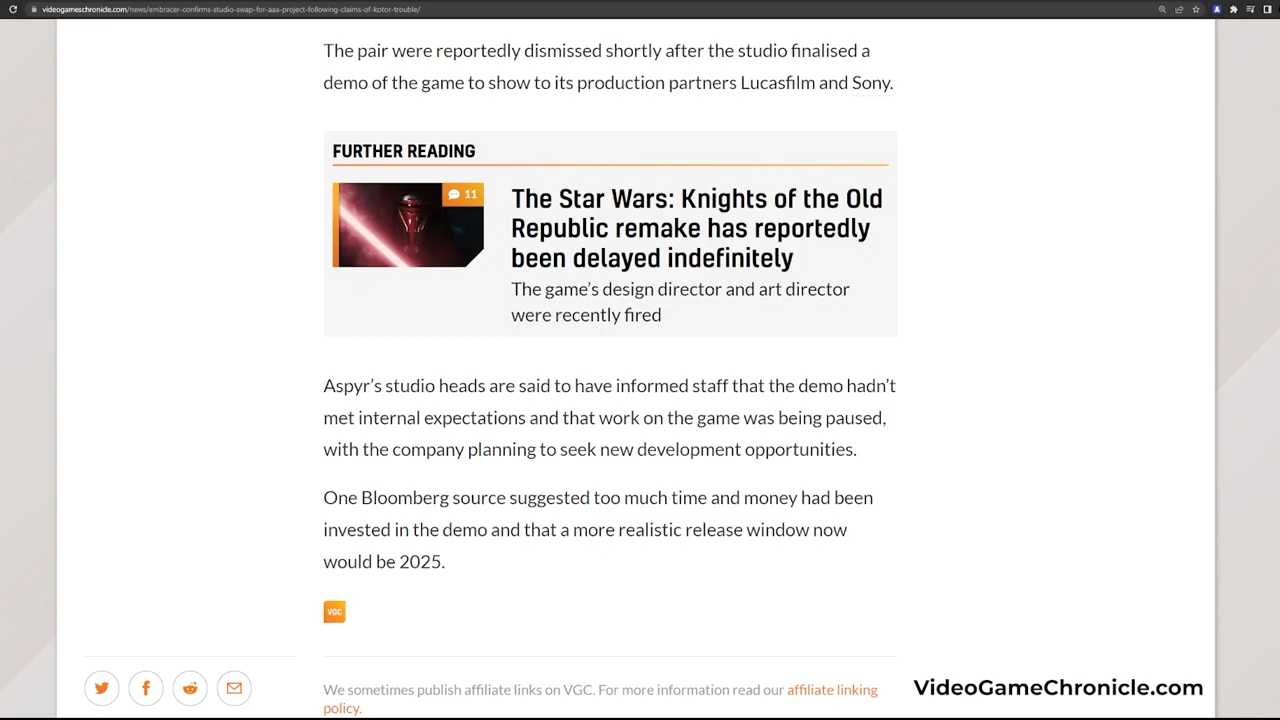 videogameschronicle.com/news/embracer-confirms-studio-swap-for-aaa-project-following-claims-of-kotor-trouble/
The pair were reportedly dismissed shortly after the studio finalised a
demo of the game to show to its production partners Lucasfilm and Sony.
FURTHER READING
11
The Star Wars: Knights of the Old
Republic remake has reportedly
been delayed indefinitely
The game's design director and art director
were recently fired
Aspyr's studio heads are said to have informed staff that the demo hadn't
met internal expectations and that work on the game was being paused,
with the company planning to seek new development opportunities.
One Bloomberg source suggested too much time and money had been
invested in the demo and that a more realistic release window now
would be 2025.
VGC
We sometimes publish affiliate links on VGC. For more information read our affiliate linking
policy.
VideoGameChronicle.com